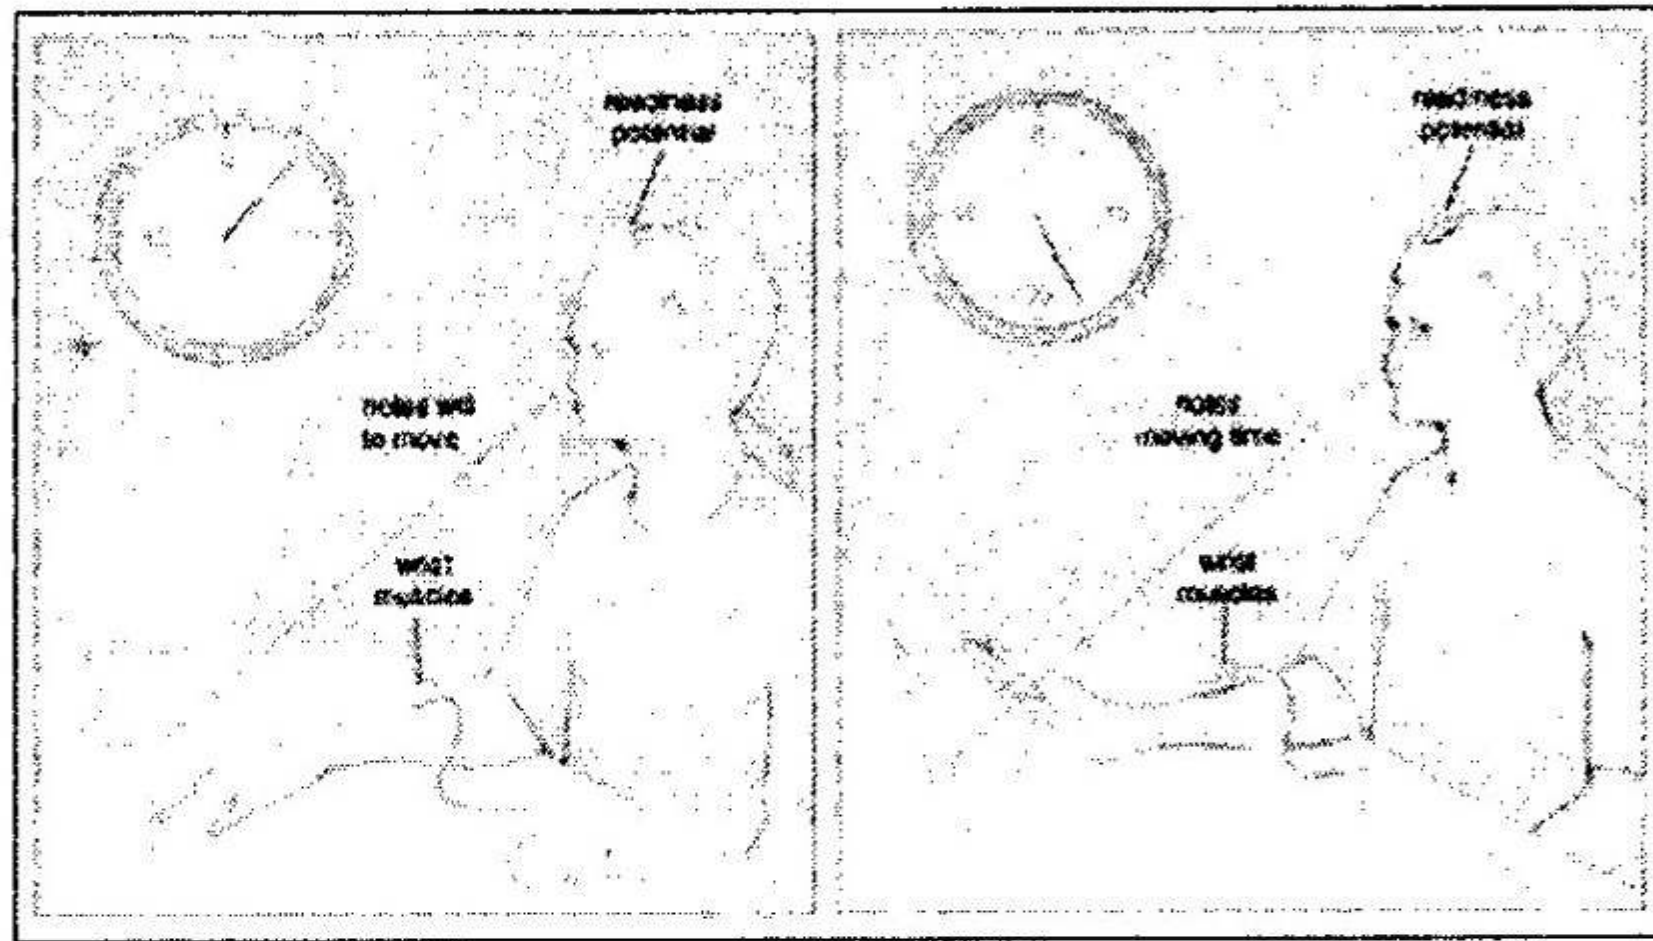 readiness
potential
notes will
to move
wrist
muscles
readiness
potential
notes
moving time
wrist
muscles